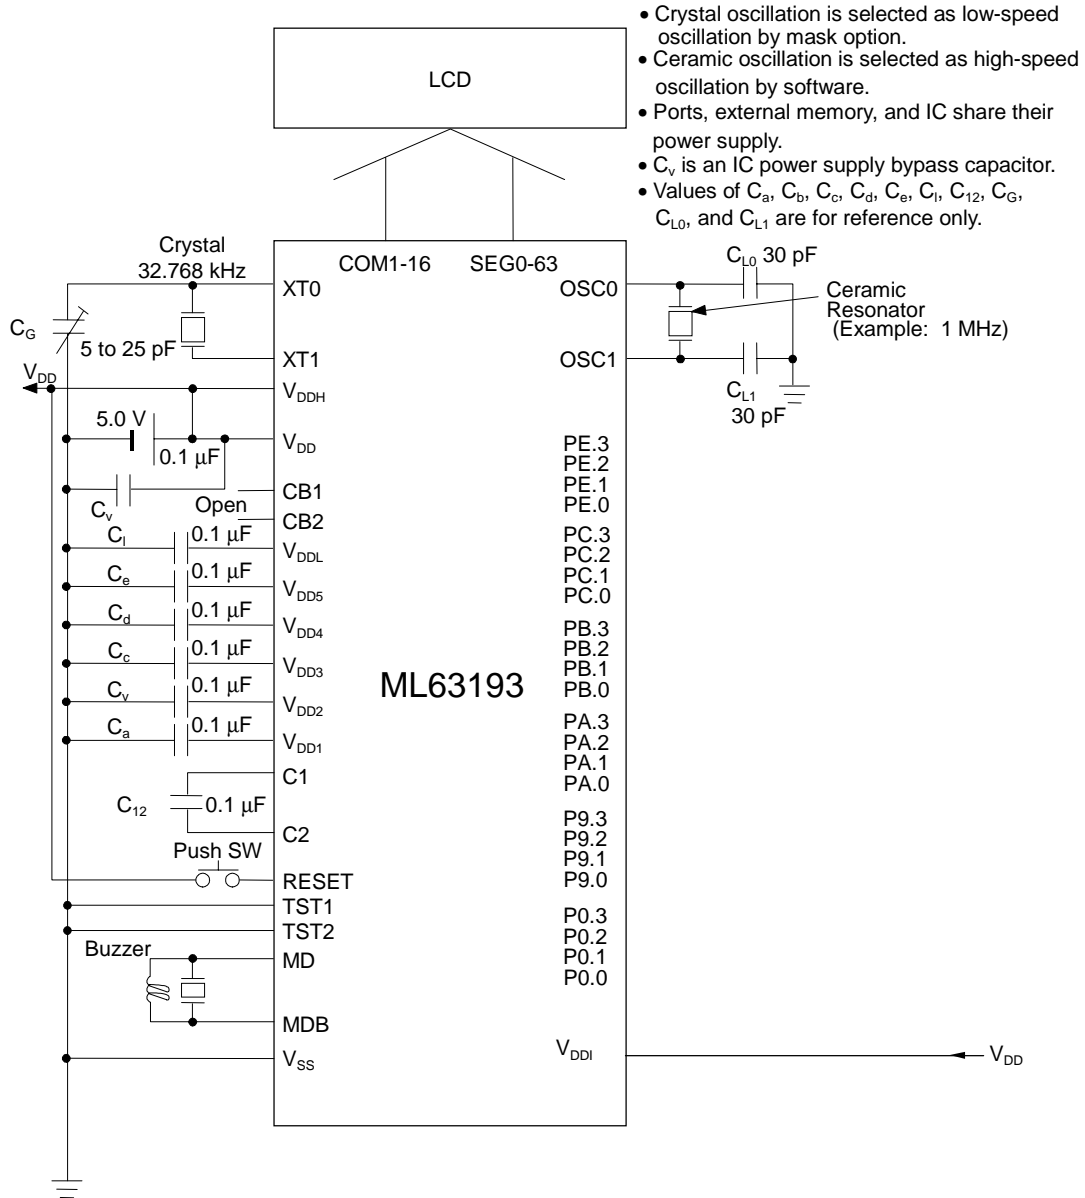 • Crystal oscillation is selected as low-speed
oscillation by mask option.
• Ceramic oscillation is selected as high-speed
oscillation by software.
• Ports, external memory, and IC share their
power supply.
• Cv is an IC power supply bypass capacitor.
• Values of Ca, Cb, Cc, Cd, Ce, Cl, C12, CG,
CL0, and CL1 are for reference only.
LCD
COM1-16 SEG0-63
Crystal
32.768 kHz
XT0
CG
5 to 25 pF
XT1
VDD
VDDH
5.0 V
VDD
0.1 µF
Cv
CB1
Open
CB2
Cl 0.1 µF VDDL
Ce 0.1 µF VDD5
Cd 0.1 µF VDD4
Cc 0.1 µF VDD3
Cv 0.1 µF VDD2
Ca 0.1 µF VDD1
C1
C12 0.1 µF
C2
Push SW
RESET
TST1
TST2
Buzzer
MD
MDB
VSS
ML63193
CL0 30 pF
OSC0
Ceramic
Resonator
(Example: 1 MHz)
OSC1
CL1
30 pF
PE.3
PE.2
PE.1
PE.0
PC.3
PC.2
PC.1
PC.0
PB.3
PB.2
PB.1
PB.0
PA.3
PA.2
PA.1
PA.0
P9.3
P9.2
P9.1
P9.0
P0.3
P0.2
P0.1
P0.0
VDDI VDD